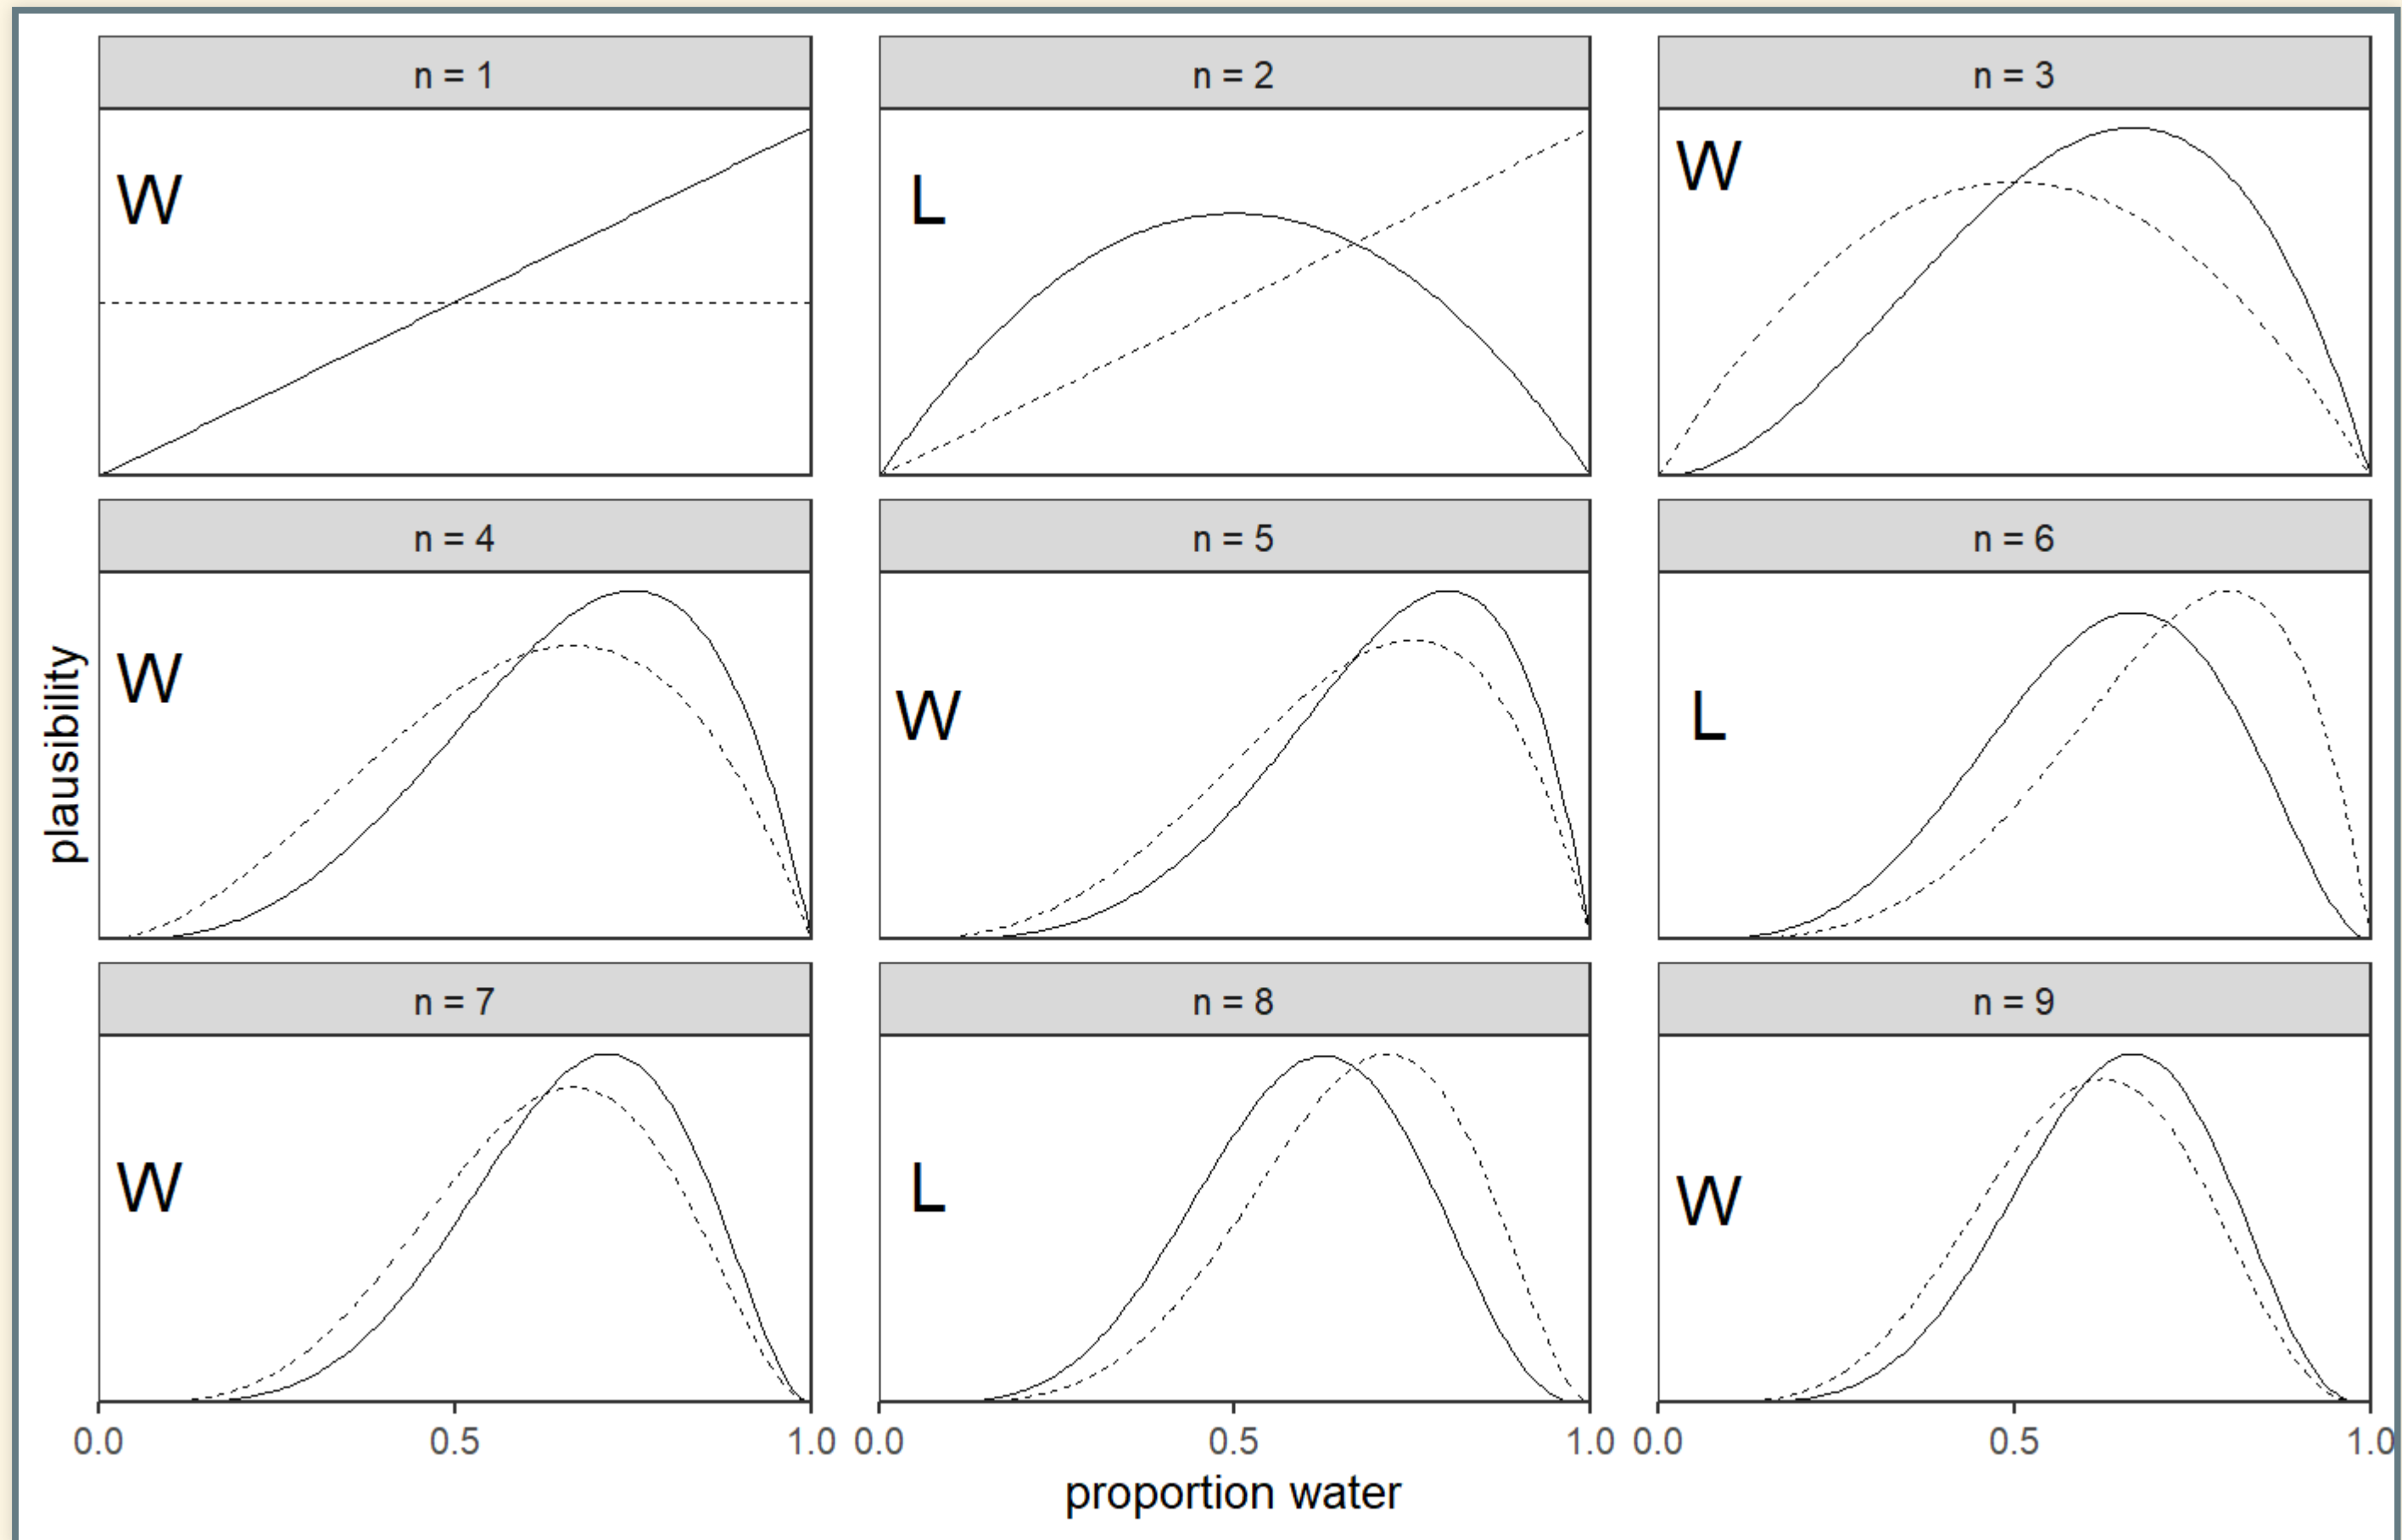 n = 1
n = 2
n = 3
W
L
W
n = 4
n = 5
n = 6
W
W
L
n = 7
n = 8
n = 9
W
L
W
plausibility
0.0 0.5 1.0
0.0 0.5 1.0
0.0 0.5 1.0
proportion water